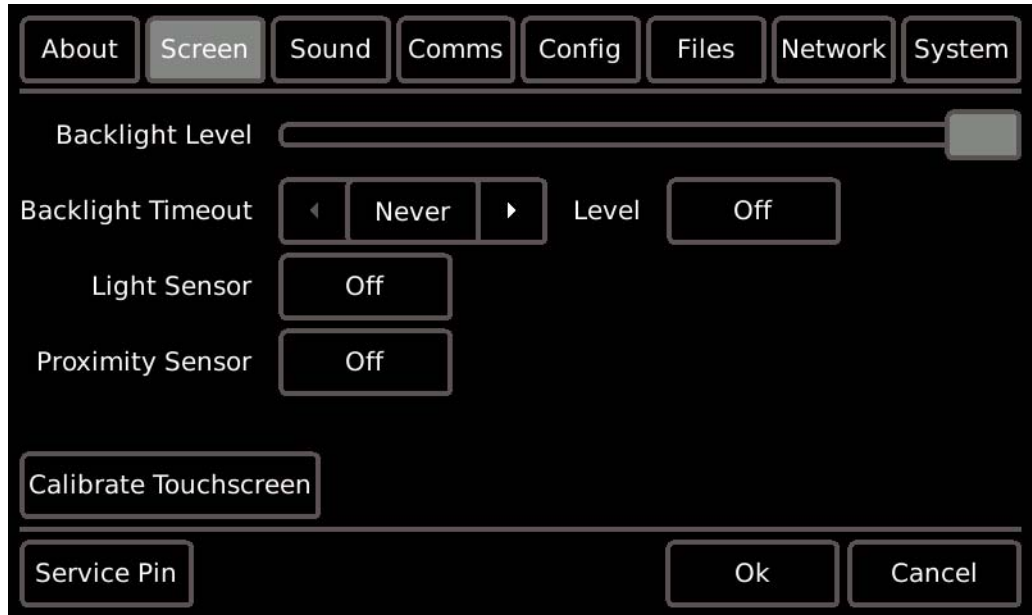 About Screen Sound Comms Config Files Network System
Backlight Level
Backlight Timeout Never Level Off
Light Sensor Off
Proximity Sensor Off
Calibrate Touchscreen
Service Pin Ok Cancel